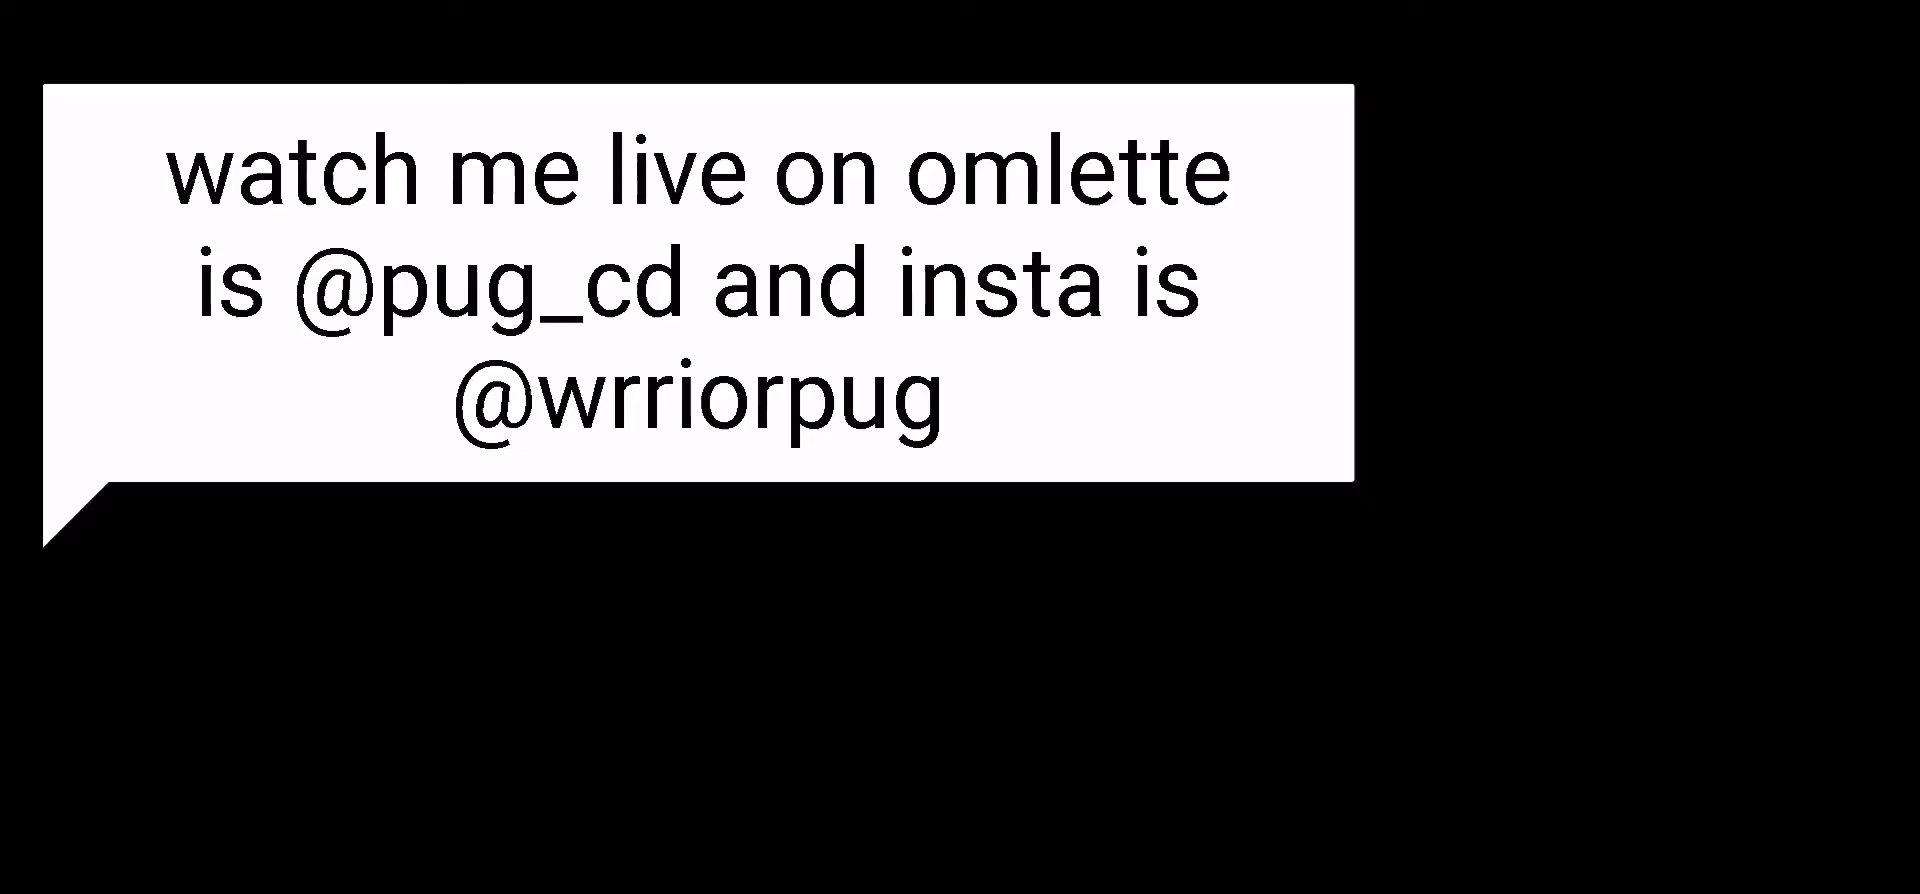 watch me live on omlette
is @pug_cd and insta is
@wrriorpug